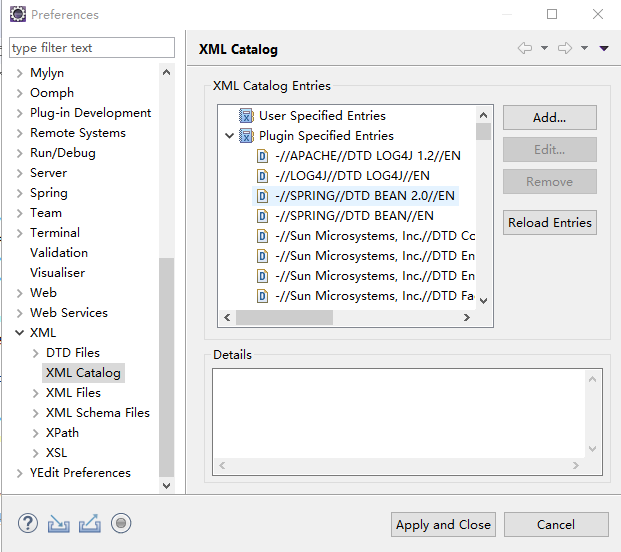 Preferences
type filter text
Mylyn
Oomph
Plug-in Development
Remote Systems
Run/Debug
Server
Spring
Team
Terminal
Validation
Visualiser
Web
Web Services
XML
DTD Files
XML Catalog
XML Files
XML Schema Files
XPath
XSL
YEdit Preferences
XML Catalog
XML Catalog Entries
User Specified Entries
Plugin Specified Entries
-//APACHE//DTD LOG4J 1.2//EN
-//LOG4J//DTD LOG4J//EN
-//SPRING//DTD BEAN 2.0//EN
-//SPRING//DTD BEAN//EN
-//Sun Microsystems, Inc.//DTD Co
-//Sun Microsystems, Inc.//DTD En
-//Sun Microsystems, Inc.//DTD En
-//Sun Microsystems, Inc.//DTD Fa
Add...
Edit...
Remove
Reload Entries
Details
Apply and Close
Cancel